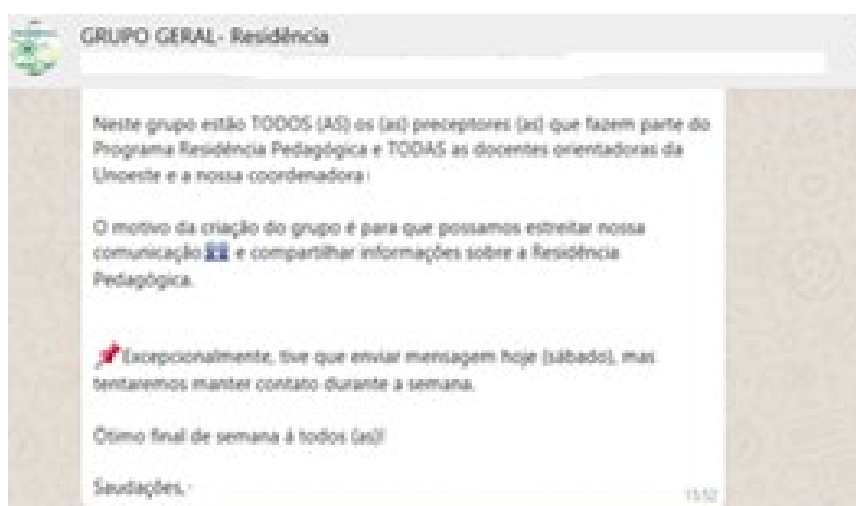 GRUPO GERAL- Residência
Neste grupo estão TODOS (AS) os (as) preceptores (as) que fazem parte do
Programa Residência Pedagógica e TODAS as docentes orientadoras da
Unoeste e a nossa coordenadora
O motivo da criação do grupo é para que possamos estreitar nossa
comunicação e compartilhar informações sobre a Residência
Pedagógica.
Excepcionalmente, tive que enviar mensagem hoje (sábado), mas
tentaremos manter contato durante a semana.
Ótimo final de semana á todos (as)!
Saudações,
15:52